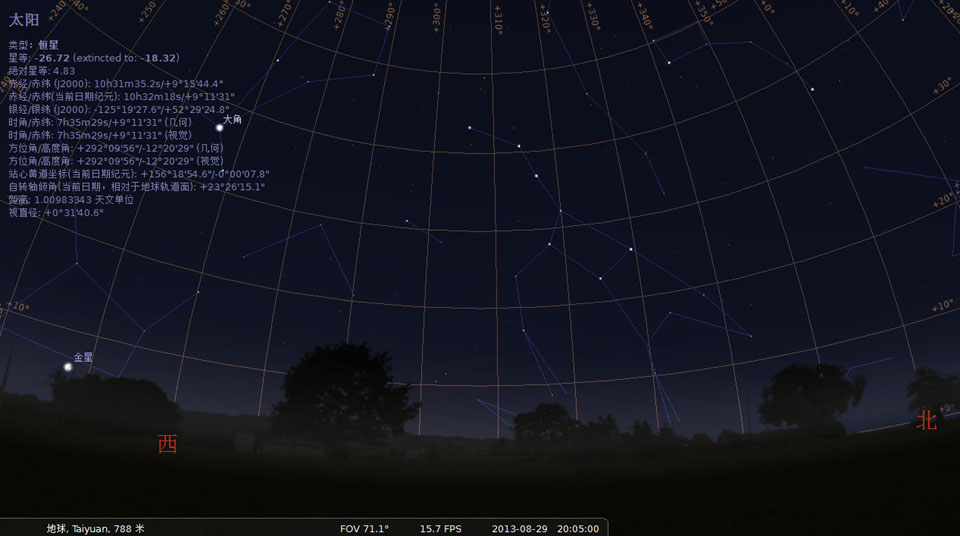 太阳
类型: 恒星
星等: -26.72 (extincted to: -18.32)
绝对星等: 4.83
赤经/赤纬 (J2000): 10h31m35.2s/+9°15'44.4"
赤经/赤纬(当前日期纪元): 10h32m18s/+9°11'31"
银经/银纬 (J2000): -125°19'27.6"/+52°29'24.8"
时角/赤纬: 7h35m29s/+9°11'31" (几何)
时角/赤纬: 7h35m29s/+9°11'31" (视觉)
方位角/高度角: +292°09'56"/-12°20'29" (几何)
方位角/高度角: +292°09'56"/-12°20'29" (视觉)
站心黄道坐标(当前日期纪元): +156°18'54.6"/-0°00'07.8"
自转轴倾角(当前日期, 相对于地球轨道面): +23°26'15.1"
距离: 1.00983343 天文单位
视直径: +0°31'40.6"
+240°
+250°
+260°
+270°
+280°
+290°
+300°
+310°
+320°
+330°
+340°
+350°
+0°
+10°
+20°
+40°
+30°
+20°
+10°
+10°
+0°
大角
金星
西
北
地球, Taiyuan, 788 米
FOV 71.1°
15.7 FPS
2013-08-29
20:05:00